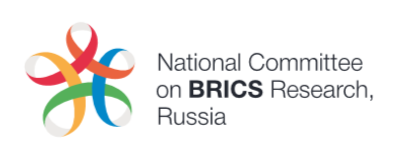 National Committee
on BRICS Research,
Russia